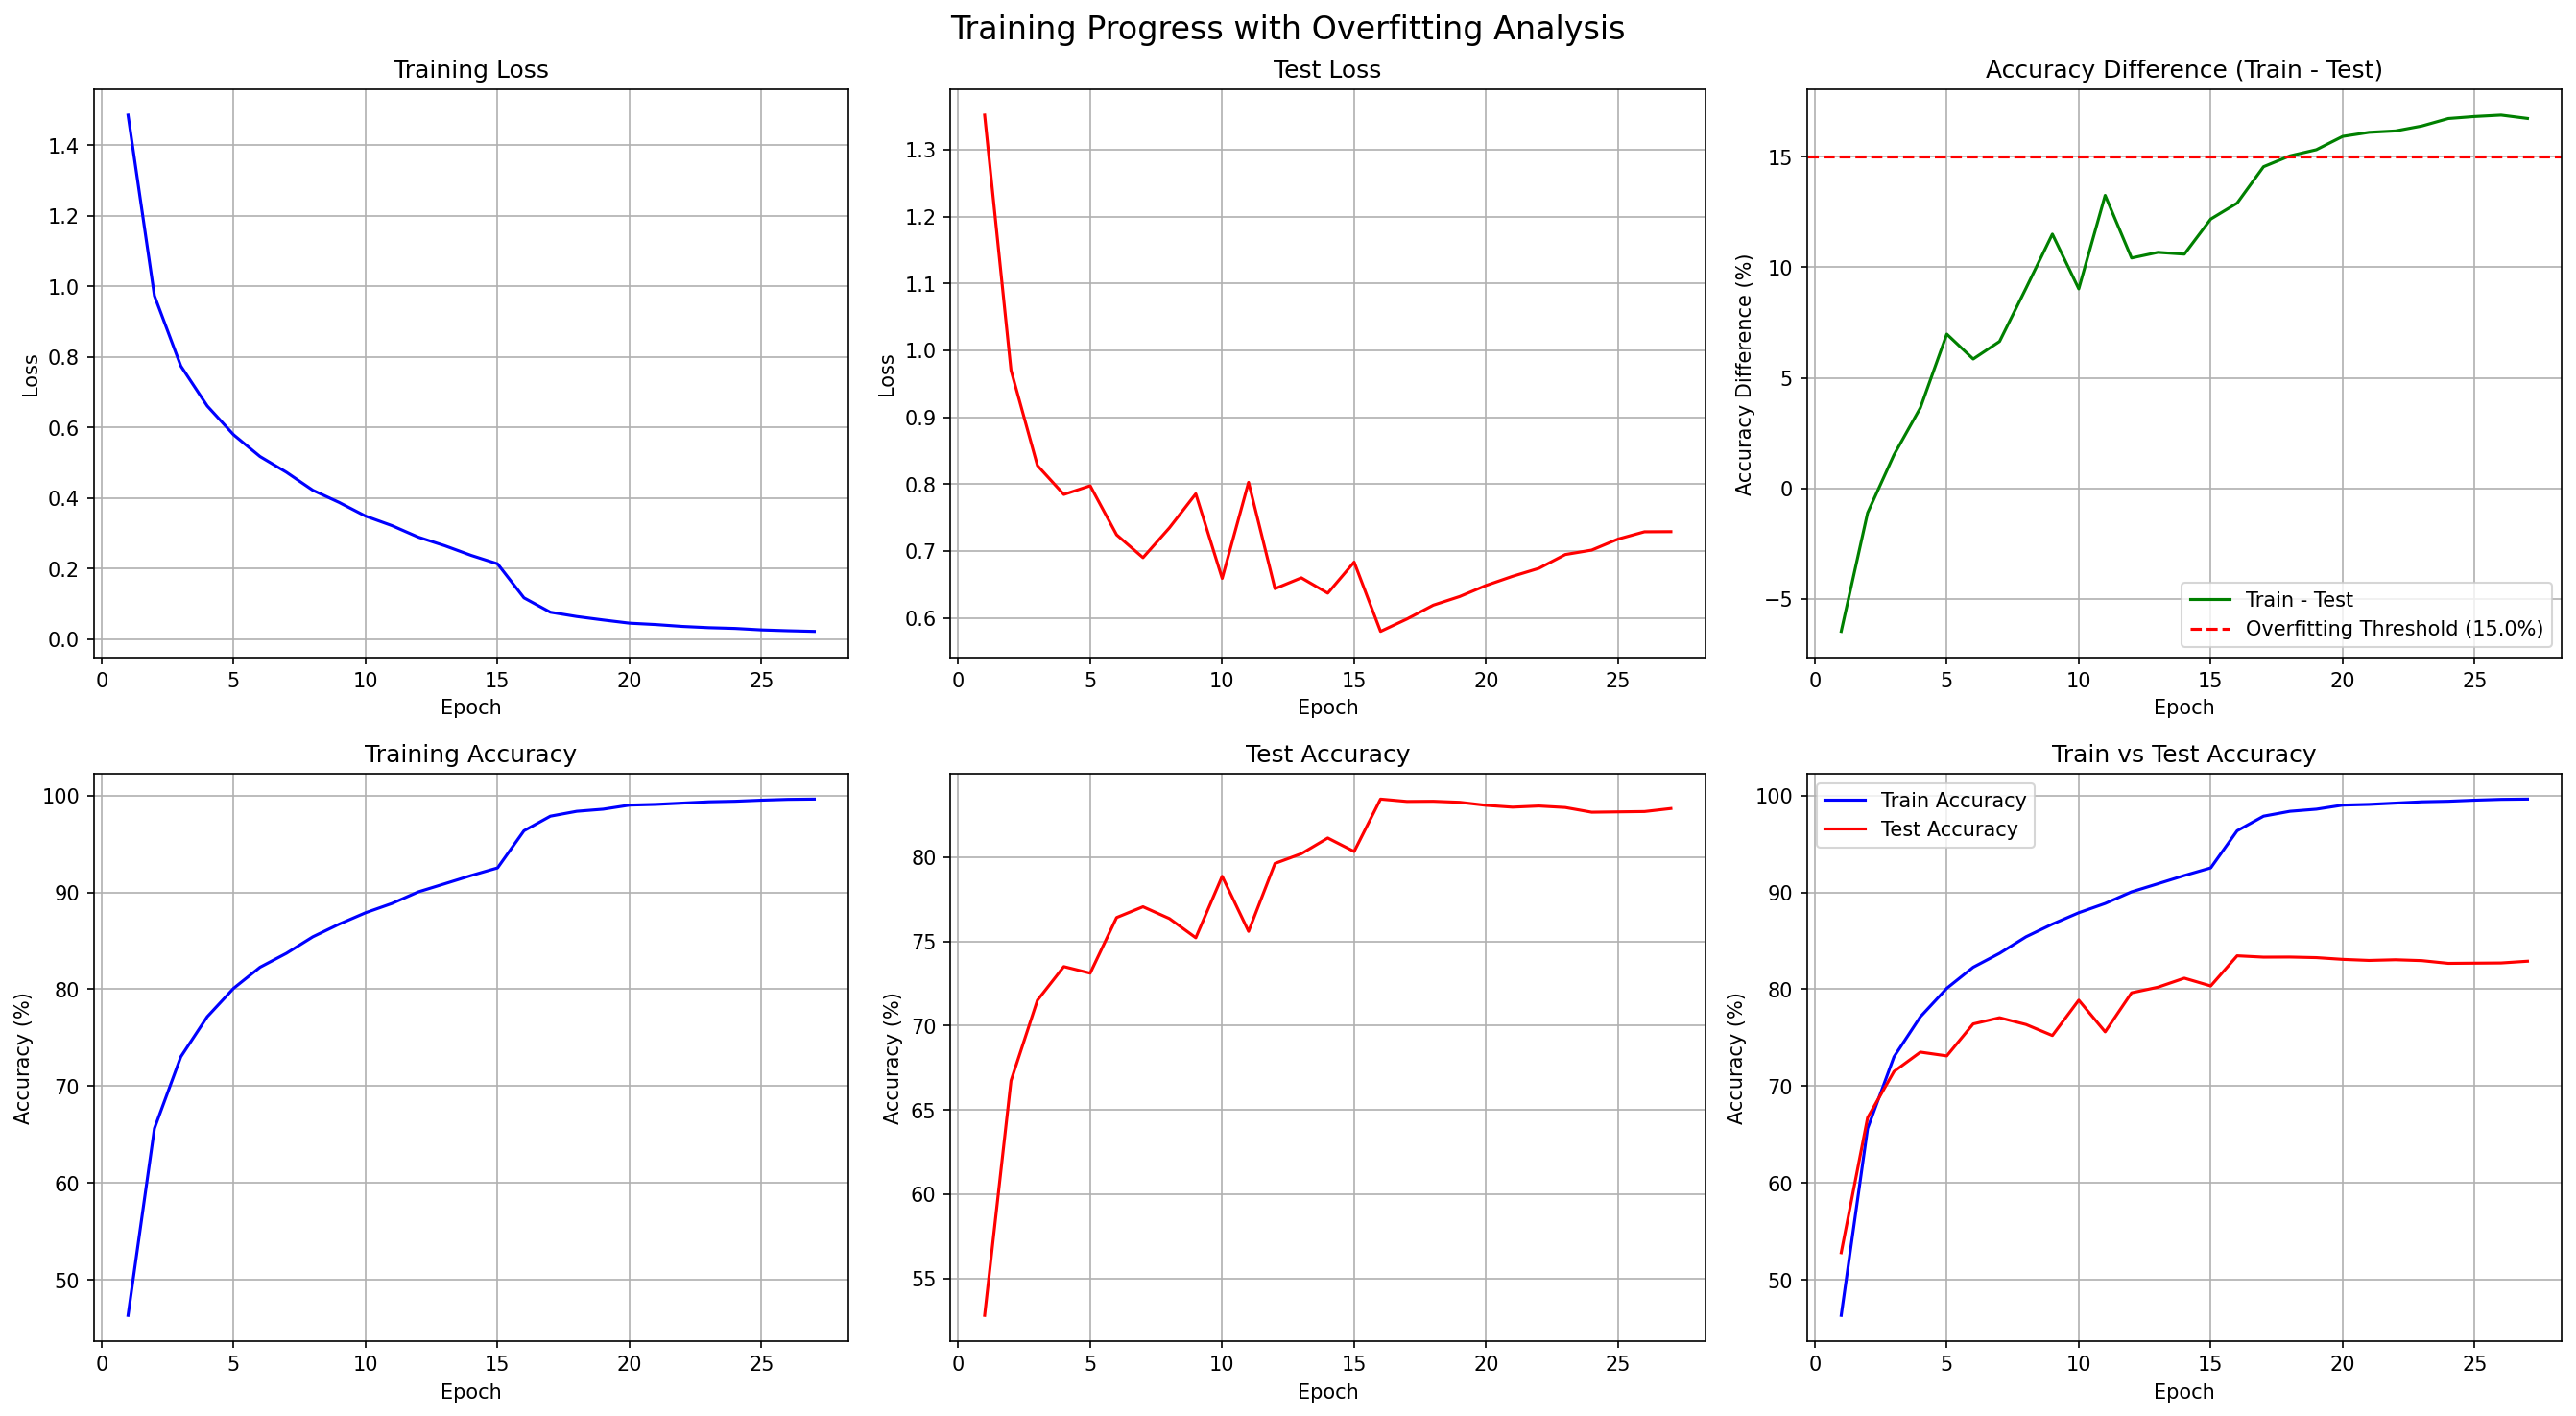 Training Progress with Overfitting Analysis
Training Loss
Loss
1.4
1.2
1.0
0.8
0.6
0.4
0.2
0.0
0 5 10 15 20 25
Epoch
Test Loss
Loss
1.3
1.2
1.1
1.0
0.9
0.8
0.7
0.6
0 5 10 15 20 25
Epoch
Accuracy Difference (Train - Test)
Accuracy Difference (%)
15
10
5
0
−5
Train - Test
Overfitting Threshold (15.0%)
0 5 10 15 20 25
Epoch
Training Accuracy
Accuracy (%)
100
90
80
70
60
50
0 5 10 15 20 25
Epoch
Test Accuracy
Accuracy (%)
80
75
70
65
60
55
0 5 10 15 20 25
Epoch
Train vs Test Accuracy
Accuracy (%)
Train Accuracy
Test Accuracy
100
90
80
70
60
50
0 5 10 15 20 25
Epoch